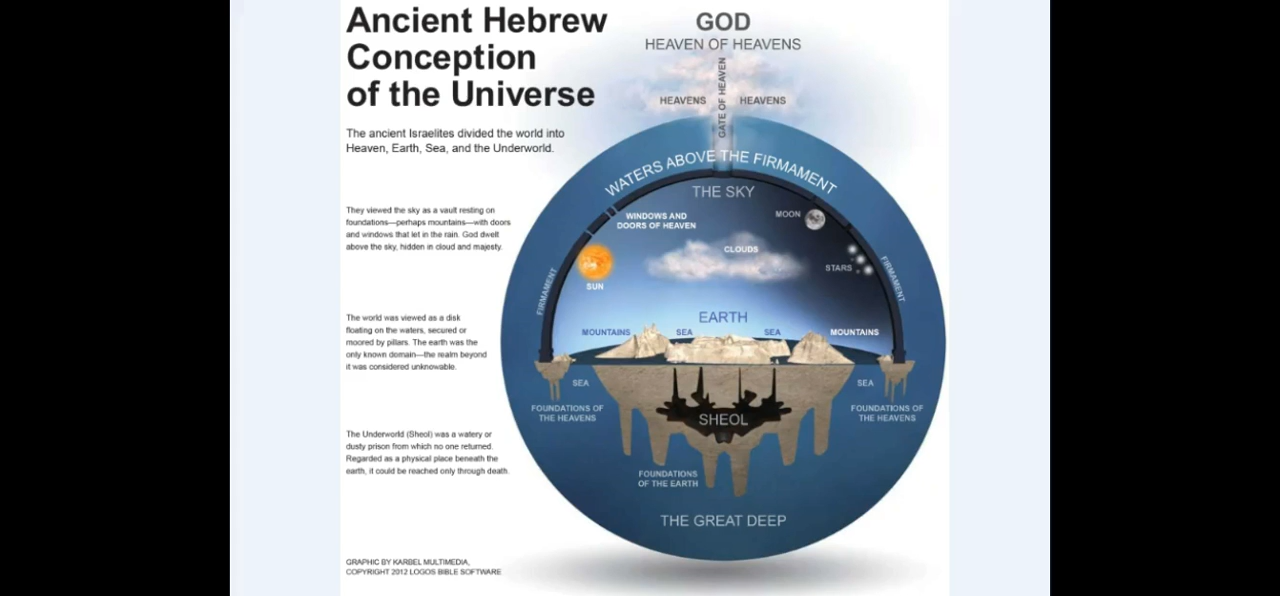 Ancient Hebrew
Conception
of the Universe
The ancient Israelites divided the world into
Heaven, Earth, Sea, and the Underworld.
They viewed the sky as a vault resting on
foundations—perhaps mountains—with doors
and windows that let in the rain. God dwelt
above the sky, hidden in cloud and majesty.
The world was viewed as a disk
floating on the waters, secured or
moored by pillars. The earth was the
only known domain—the realm beyond
it was considered unknowable.
The Underworld (Sheol) was a watery or
dusty prison from which no one returned.
Regarded as a physical place beneath the
earth, it could be reached only through death.
GRAPHIC BY KARBEL MULTIMEDIA,
COPYRIGHT 2012 LOGOS BIBLE SOFTWARE
GOD
HEAVEN OF HEAVENS
HEAVENS
GATE OF HEAVEN
HEAVENS
WATERS ABOVE THE FIRMAMENT
THE SKY
WINDOWS AND
DOORS OF HEAVEN
MOON
CLOUDS
STARS
SUN
FIRMAMENT
FIRMAMENT
EARTH
MOUNTAINS
SEA
SEA
MOUNTAINS
SEA
SEA
FOUNDATIONS OF
THE HEAVENS
FOUNDATIONS OF
THE HEAVENS
SHEOL
FOUNDATIONS
OF THE EARTH
THE GREAT DEEP